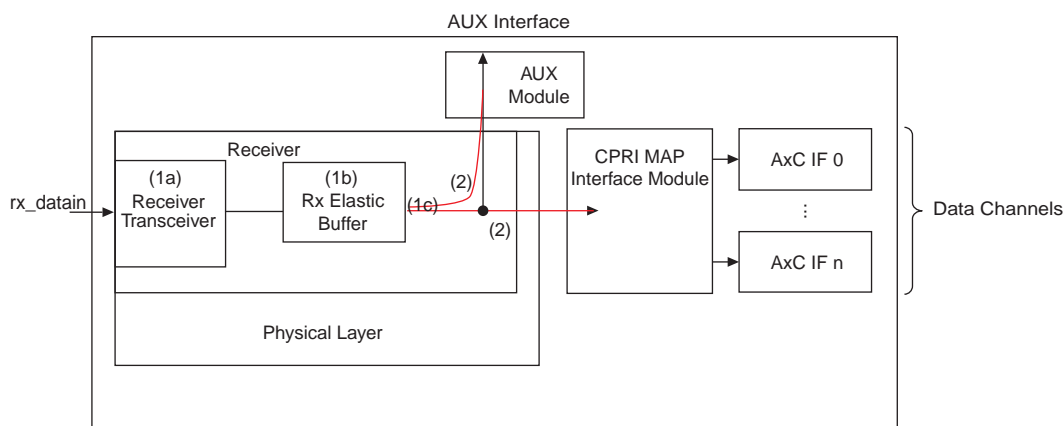 AUX Interface
AUX
Module
Receiver
(1a)
Receiver
Transceiver
(1b)
Rx Elastic
Buffer
(1c)
(2)
(2)
rx_datain
CPRI MAP
Interface Module
AxC IF 0
...
AxC IF n
Data Channels
Physical Layer